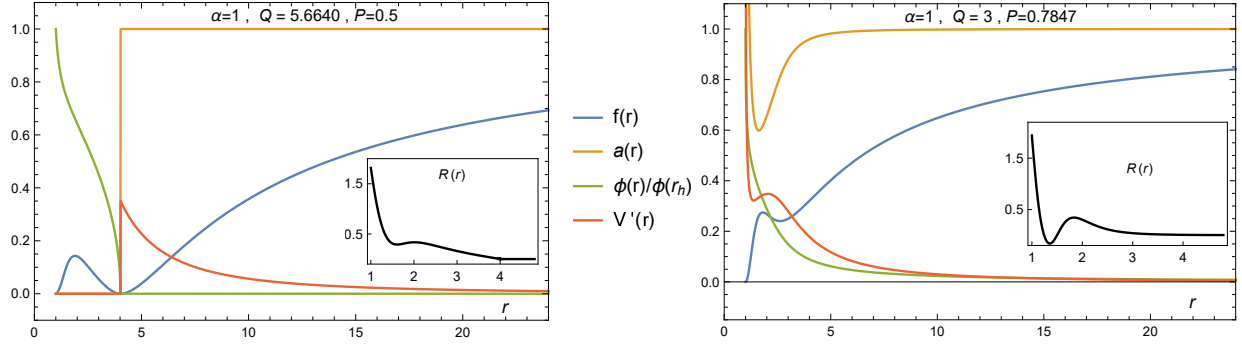 α=1 , Q = 5.6640 , P=0.5
1.0
0.8
0.6
0.4
0.2
0.0
0 5 10 15 20
r
R(r)
1.5
0.5
1 2 3 4
f(r)
a(r)
ϕ(r)/ϕ(r_h)
V '(r)
α=1 , Q = 3 , P=0.7847
1.0
0.8
0.6
0.4
0.2
0.0
0 5 10 15 20
r
R(r)
1.5
0.5
1 2 3 4